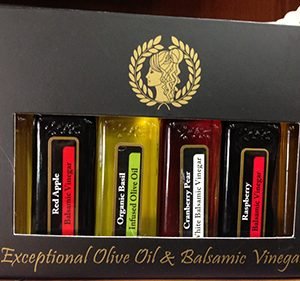 Red Apple
Balsamic Vinegar
Organic Basil
Infused Olive Oil
Cranberry Pear
White Balsamic Vinegar
Raspberry
Balsamic Vinegar
Exceptional Olive Oil & Balsamic Vinega